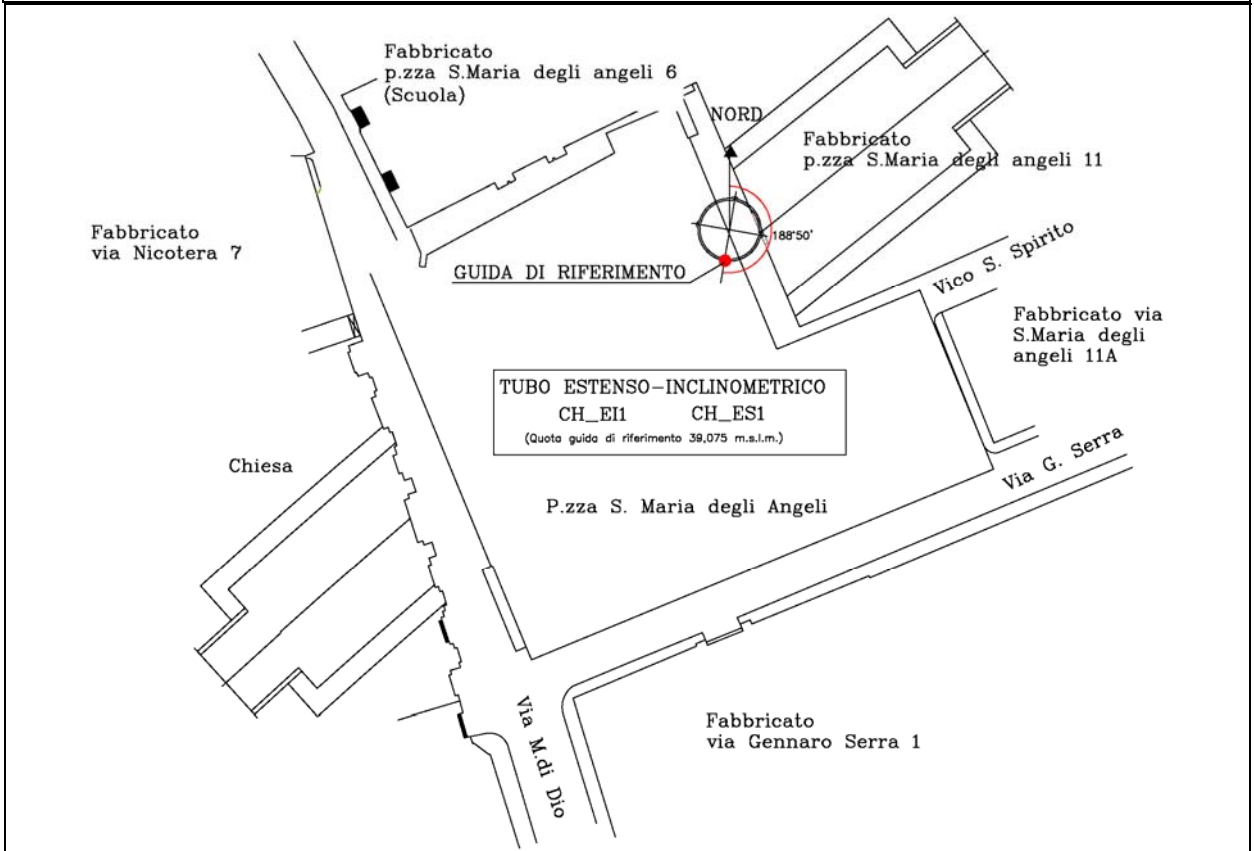 Fabbricato
p.zza S.Maria degli angeli 6
(Scuola)
NORD
Fabbricato
p.zza S.Maria degli angeli 11
188°50'
Fabbricato
via Nicotera 7
GUIDA DI RIFERIMENTO
Vico S. Spirito
Fabbricato via
S.Maria degli
angeli 11A
TUBO ESTENSO-INCLINOMETRICO
CH_EI1 CH_ES1
(Quota guida di riferimento 39,075 m.s.l.m.)
Chiesa
Via G. Serra
P.zza S. Maria degli Angeli
Via M.di Dio
Fabbricato
via Gennaro Serra 1